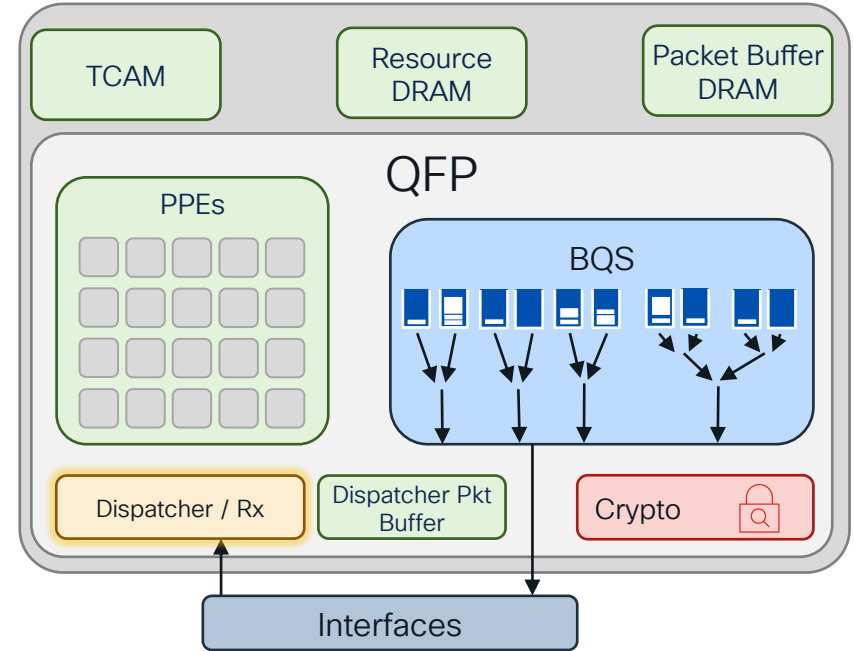 TCAM
Resource
DRAM
Packet Buffer
DRAM
QFP
PPEs
BQS
Dispatcher / Rx
Dispatcher Pkt
Buffer
Crypto
Interfaces